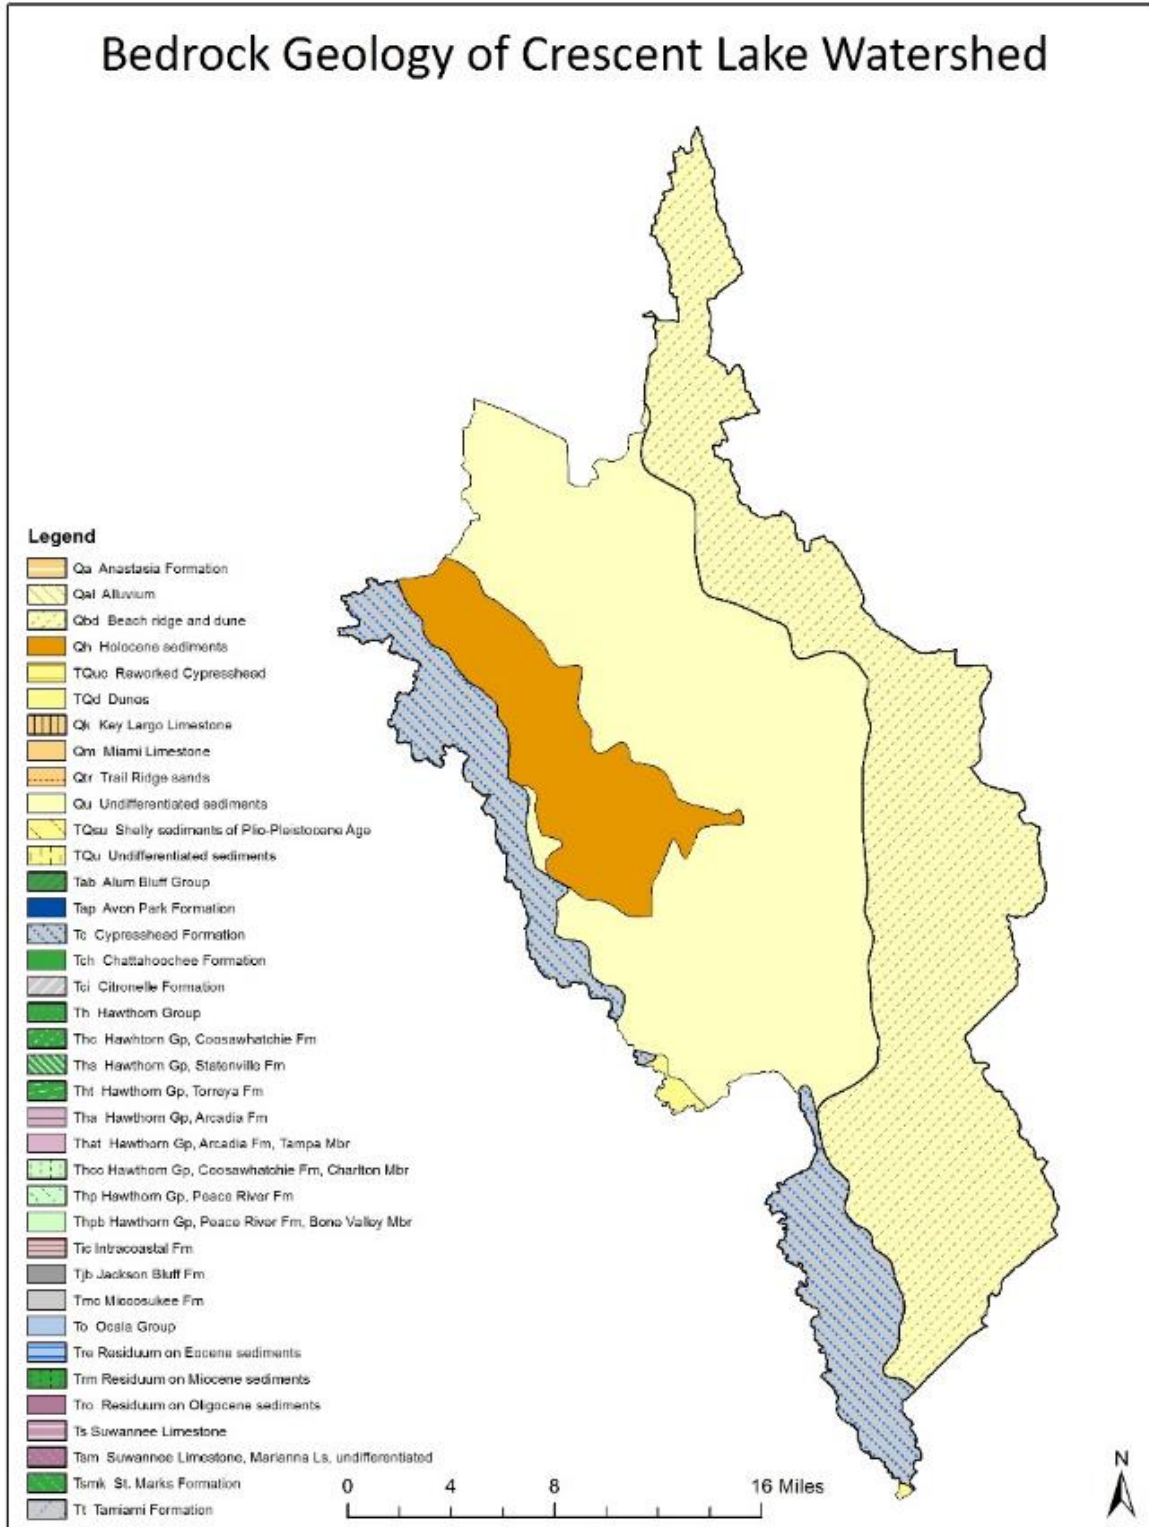 Bedrock Geology of Crescent Lake Watershed
Legend
Qa Anastasia Formation
Qal Alluvium
Qbd Beach ridge and dune
Qh Holocene sediments
TQuc Reworked Cypresshead
TQd Dunes
Qk Key Largo Limestone
Qm Miami Limestone
Qtr Trail Ridge sands
Qu Undifferentiated sediments
TQsu Shelly sediments of Plio-Pleistocene Age
TQu Undifferentiated sediments
Tab Alum Bluff Group
Tap Avon Park Formation
Tc Cypresshead Formation
Tch Chattahoochee Formation
Tci Citronelle Formation
Th Hawthorn Group
Thc Hawhtorn Gp, Coosawhatchie Fm
Ths Hawthorn Gp, Statenville Fm
Tht Hawthorn Gp, Torreya Fm
Tha Hawthorn Gp, Arcadia Fm
That Hawthorn Gp, Arcadia Fm, Tampa Mbr
Thcc Hawthorn Gp, Coosawhatchie Fm, Charlton Mbr
Thp Hawthorn Gp, Peace River Fm
Thpb Hawthorn Gp, Peace River Fm, Bone Valley Mbr
Tic Intracoastal Fm
Tjb Jackson Bluff Fm
Tmc Miccosukee Fm
To Ocala Group
Tre Residuum on Eocene sediments
Trm Residuum on Miocene sediments
Tro Residuum on Oligocene sediments
Ts Suwannee Limestone
Tsm Suwannee Limestone, Marianna Ls, undifferentiated
Tsmk St. Marks Formation
Tt Tamiami Formation
0 4 8 16 Miles
N